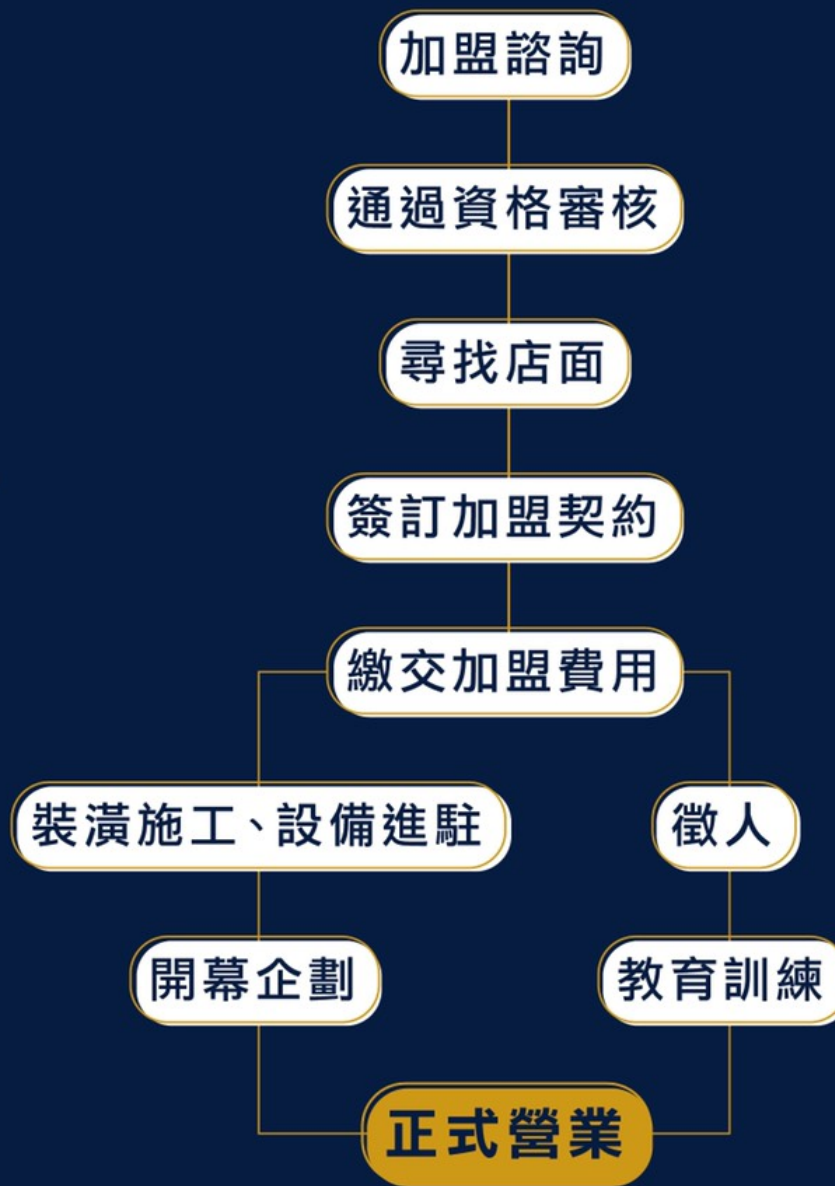 加盟諮詢
通過資格審核
尋找店面
簽訂加盟契約
繳交加盟費用
裝潢施工、設備進駐
徵人
開幕企劃
教育訓練
正式營業